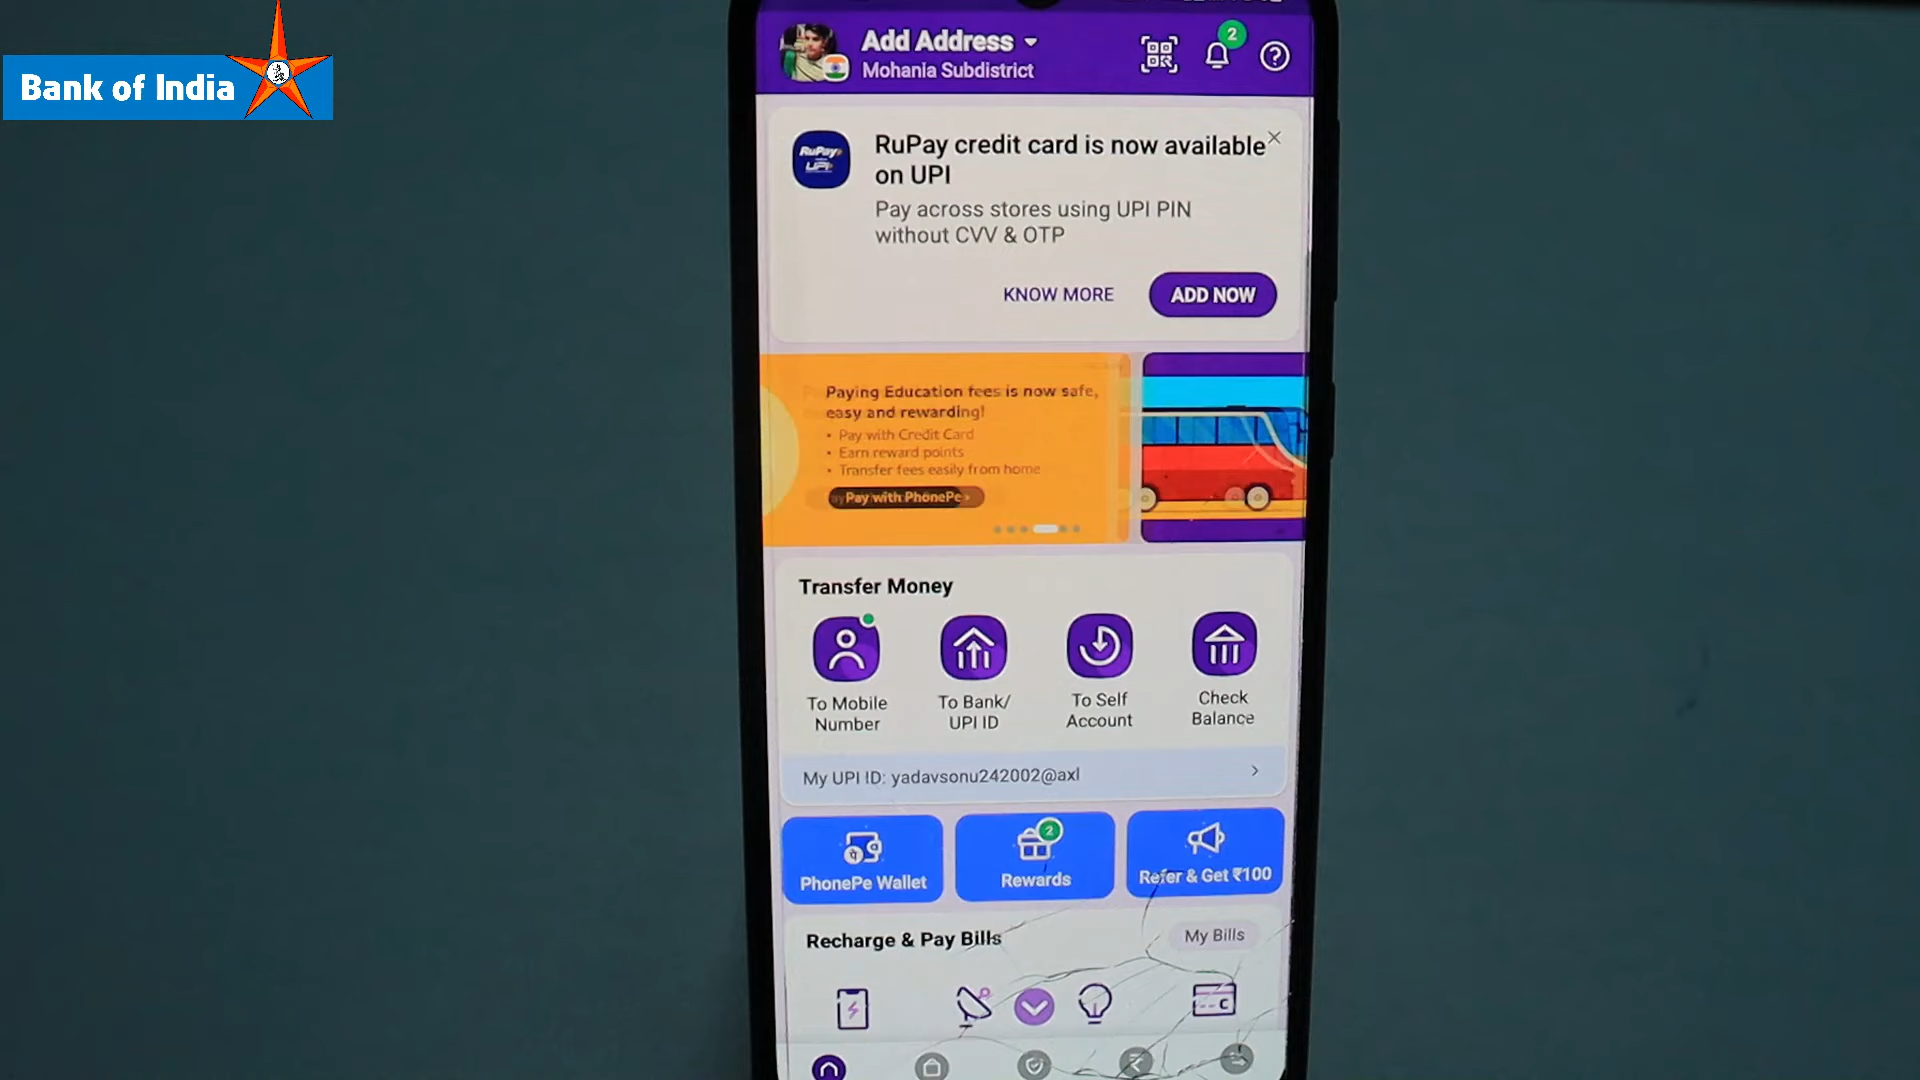 Bank of India
Add Address
Mohania Subdistrict
2
RuPay
UPI
RuPay credit card is now available
on UPI
Pay across stores using UPI PIN
without CVV & OTP
KNOW MORE
ADD NOW
Paying Education fees is now safe,
easy and rewarding!
• Pay with Credit Card
• Earn reward points
• Transfer fees easily from home
Pay with PhonePe ›
Transfer Money
To Mobile
Number
To Bank/
UPI ID
To Self
Account
Check
Balance
My UPI ID: yadavsonu242002@axl
PhonePe Wallet
2
Rewards
Refer & Get ₹100
Recharge & Pay Bills
My Bills